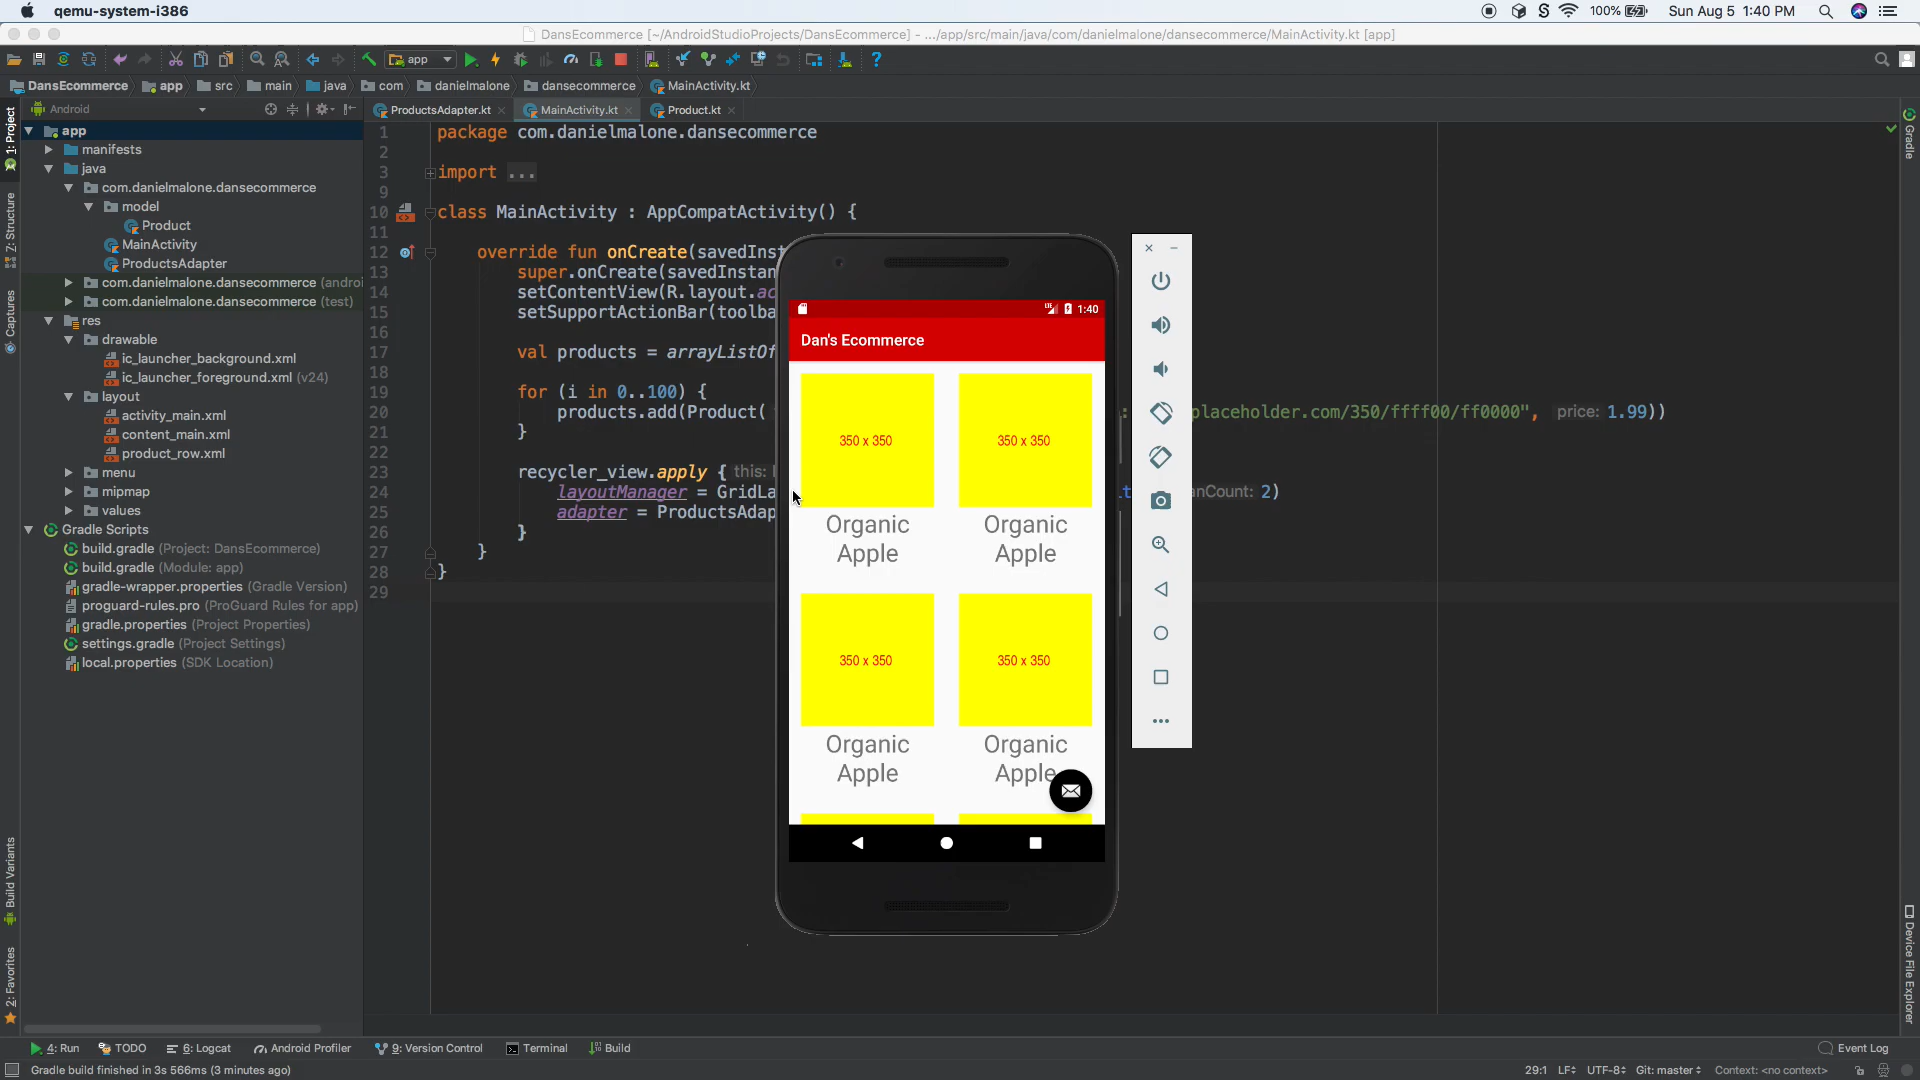 qemu-system-i386
100%
Sun Aug 5 1:40 PM
DansEcommerce [~/AndroidStudioProjects/DansEcommerce] - .../app/src/main/java/com/danielmalone/dansecommerce/MainActivity.kt [app]
app
DansEcommerce app src main java com danielmalone dansecommerce MainActivity.kt
Android
ProductsAdapter.kt
MainActivity.kt
Product.kt
1: Project
Z: Structure
Captures
Build Variants
2: Favorites
app
manifests
java
com.danielmalone.dansecommerce
model
Product
MainActivity
ProductsAdapter
com.danielmalone.dansecommerce (androi
com.danielmalone.dansecommerce (test)
res
drawable
ic_launcher_background.xml
ic_launcher_foreground.xml (v24)
layout
activity_main.xml
content_main.xml
product_row.xml
menu
mipmap
values
Gradle Scripts
build.gradle (Project: DansEcommerce)
build.gradle (Module: app)
gradle-wrapper.properties (Gradle Version)
proguard-rules.pro (ProGuard Rules for app)
gradle.properties (Project Properties)
settings.gradle (Project Settings)
local.properties (SDK Location)
1 package com.danielmalone.dansecommerce
2
3 import ...
9
10 class MainActivity : AppCompatActivity() {
11
12 override fun onCreate(savedInst
13 super.onCreate(savedInstan
14 setContentView(R.layout.ac
15 setSupportActionBar(toolba
16
17 val products = arrayListOf
18
19 for (i in 0..100) {
20 products.add(Product( : placeholder.com/350/ffff00/ff0000", price: 1.99))
21 }
22
23 recycler_view.apply { this:
24 layoutManager = GridLa it anCount: 2)
25 adapter = ProductsAdap
26 }
27 }
28 }
29
LTE 1:40
Dan's Ecommerce
350 x 350
350 x 350
Organic
Apple
Organic
Apple
350 x 350
350 x 350
Organic
Apple
Organic
Apple
Gradle
Device File Explorer
4: Run
TODO
6: Logcat
Android Profiler
9: Version Control
Terminal
Build
Event Log
Gradle build finished in 3s 566ms (3 minutes ago)
29:1 LF÷ UTF-8÷ Git: master÷ Context: <no context>